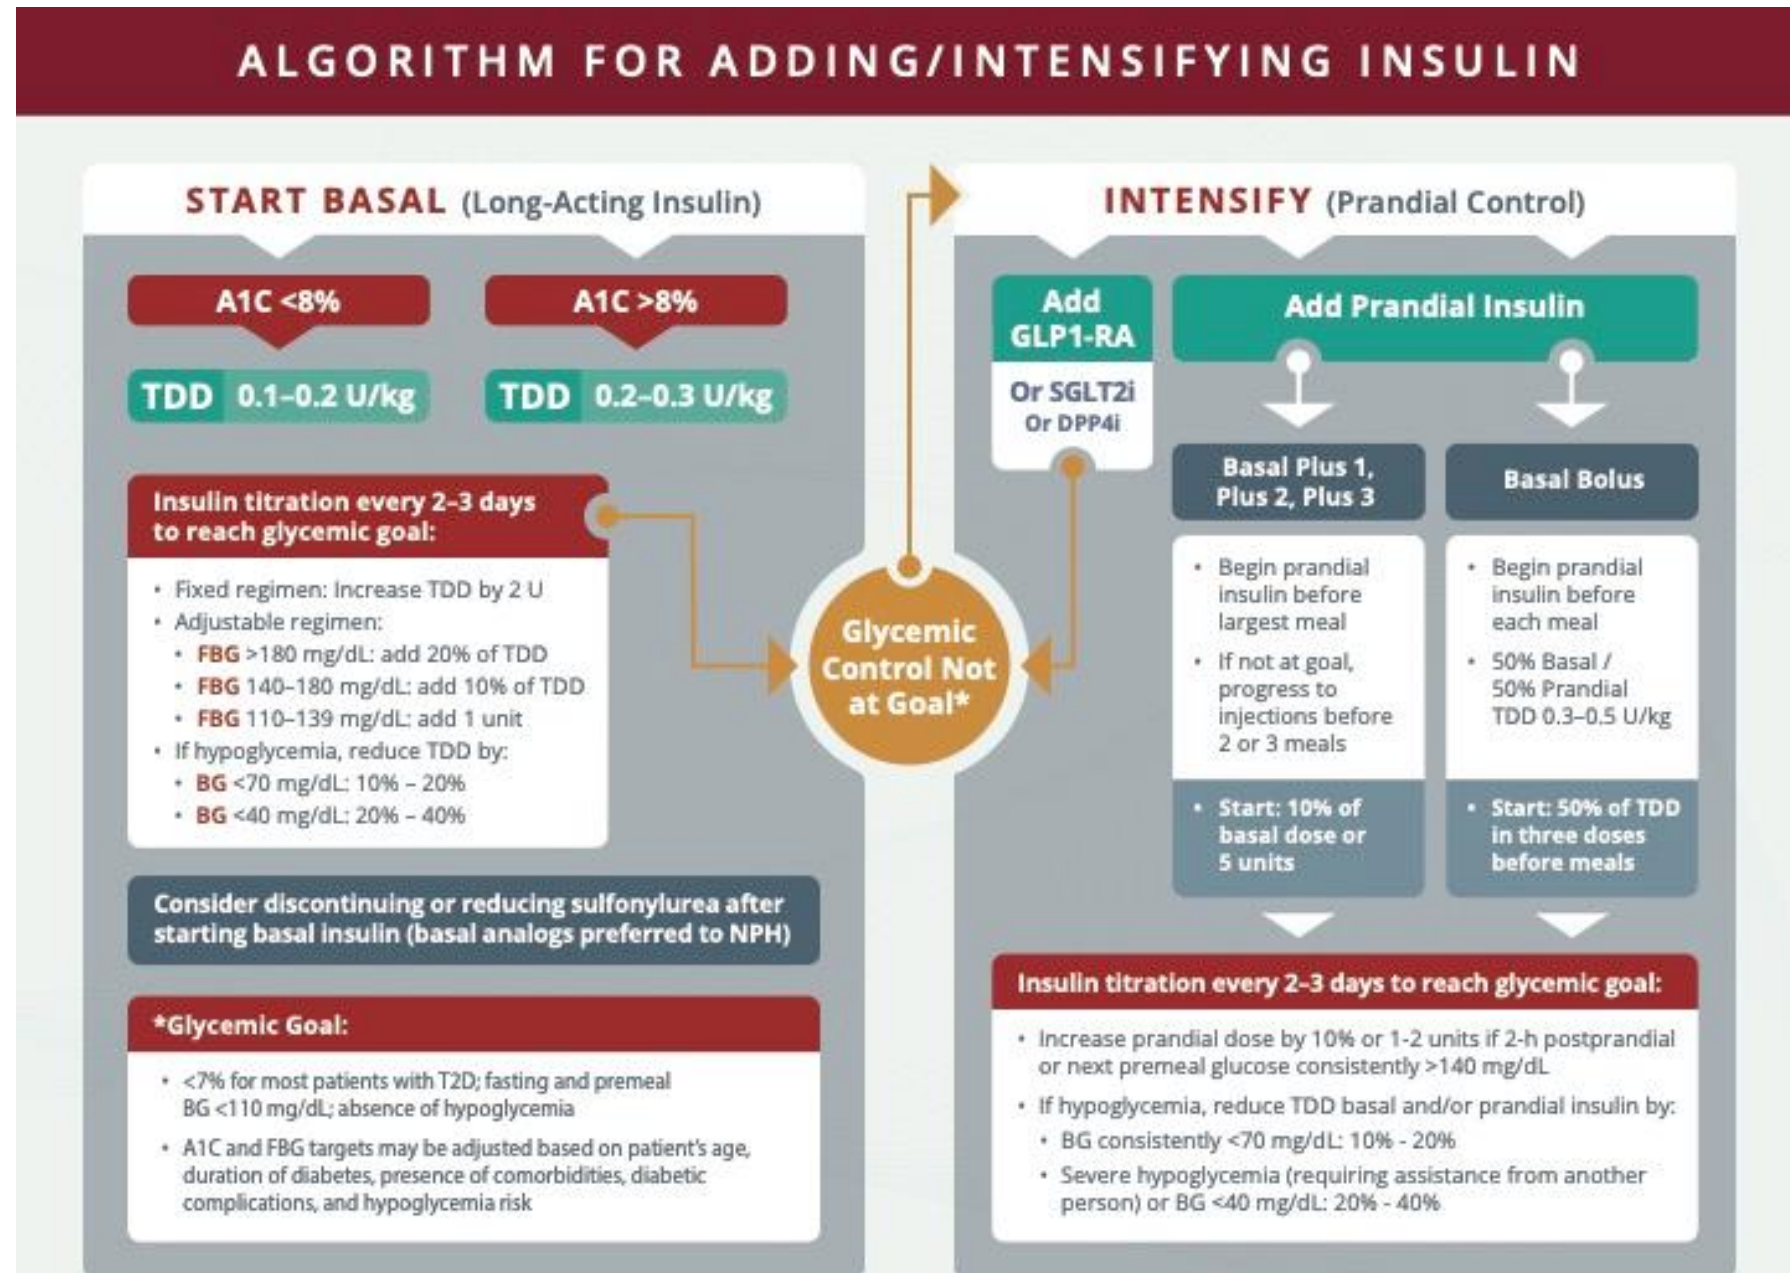 ALGORITHM FOR ADDING/INTENSIFYING INSULIN
START BASAL (Long-Acting Insulin)
A1C <8%
A1C >8%
TDD 0.1–0.2 U/kg
TDD 0.2–0.3 U/kg
Insulin titration every 2–3 days
to reach glycemic goal:
• Fixed regimen: Increase TDD by 2 U
• Adjustable regimen:
• FBG >180 mg/dL: add 20% of TDD
• FBG 140–180 mg/dL: add 10% of TDD
• FBG 110–139 mg/dL: add 1 unit
• If hypoglycemia, reduce TDD by:
• BG <70 mg/dL: 10% – 20%
• BG <40 mg/dL: 20% – 40%
Consider discontinuing or reducing sulfonylurea after
starting basal insulin (basal analogs preferred to NPH)
*Glycemic Goal:
• <7% for most patients with T2D; fasting and premeal
BG <110 mg/dL; absence of hypoglycemia
• A1C and FBG targets may be adjusted based on patient's age,
duration of diabetes, presence of comorbidities, diabetic
complications, and hypoglycemia risk
Glycemic
Control Not
at Goal*
INTENSIFY (Prandial Control)
Add
GLP1-RA
Or SGLT2i
Or DPP4i
Add Prandial Insulin
Basal Plus 1,
Plus 2, Plus 3
• Begin prandial
insulin before
largest meal
• If not at goal,
progress to
injections before
2 or 3 meals
• Start: 10% of
basal dose or
5 units
Basal Bolus
• Begin prandial
insulin before
each meal
• 50% Basal /
50% Prandial
TDD 0.3–0.5 U/kg
• Start: 50% of TDD
in three doses
before meals
Insulin titration every 2–3 days to reach glycemic goal:
• Increase prandial dose by 10% or 1-2 units if 2-h postprandial
or next premeal glucose consistently >140 mg/dL
• If hypoglycemia, reduce TDD basal and/or prandial insulin by:
• BG consistently <70 mg/dL: 10% - 20%
• Severe hypoglycemia (requiring assistance from another
person) or BG <40 mg/dL: 20% - 40%